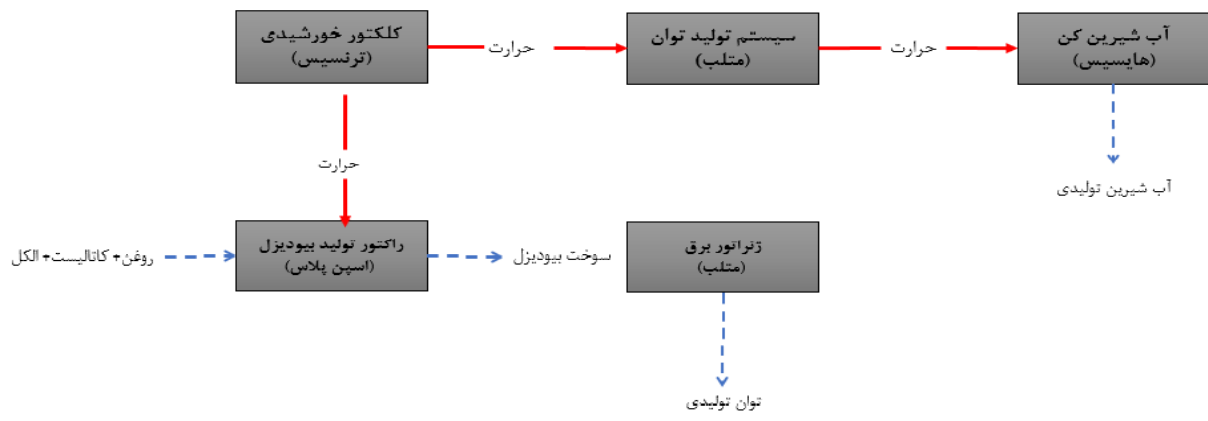 کلکتور خورشیدی
(ترنسیس)
حرارت
سیستم تولید توان
(متلب)
حرارت
آب شیرین کن
(هایسیس)
حرارت
آب شیرین تولیدی
روغن+ کاتالیست+ الکل
راکتور تولید بیودیزل
(اسپن پلاس)
سوخت بیودیزل
ژنراتور برق
(متلب)
توان تولیدی